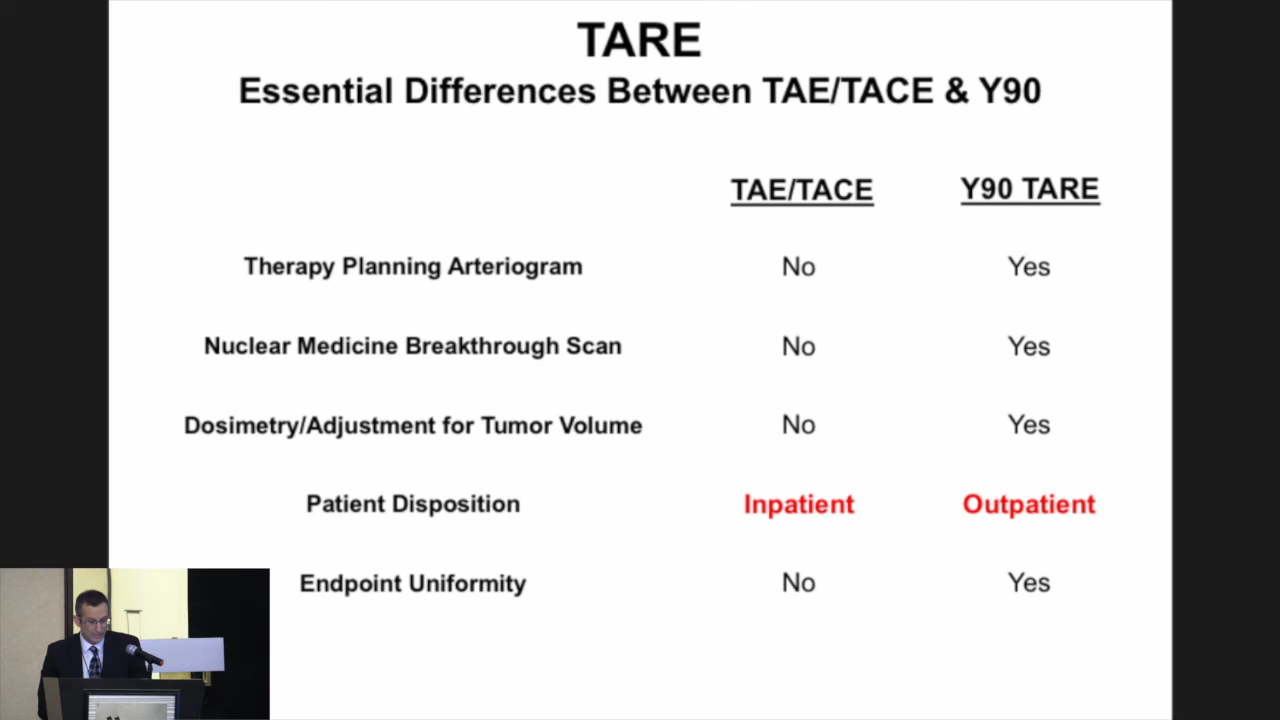 TARE
Essential Differences Between TAE/TACE & Y90
TAE/TACE Y90 TARE
Therapy Planning Arteriogram No Yes
Nuclear Medicine Breakthrough Scan No Yes
Dosimetry/Adjustment for Tumor Volume No Yes
Patient Disposition Inpatient Outpatient
Endpoint Uniformity No Yes